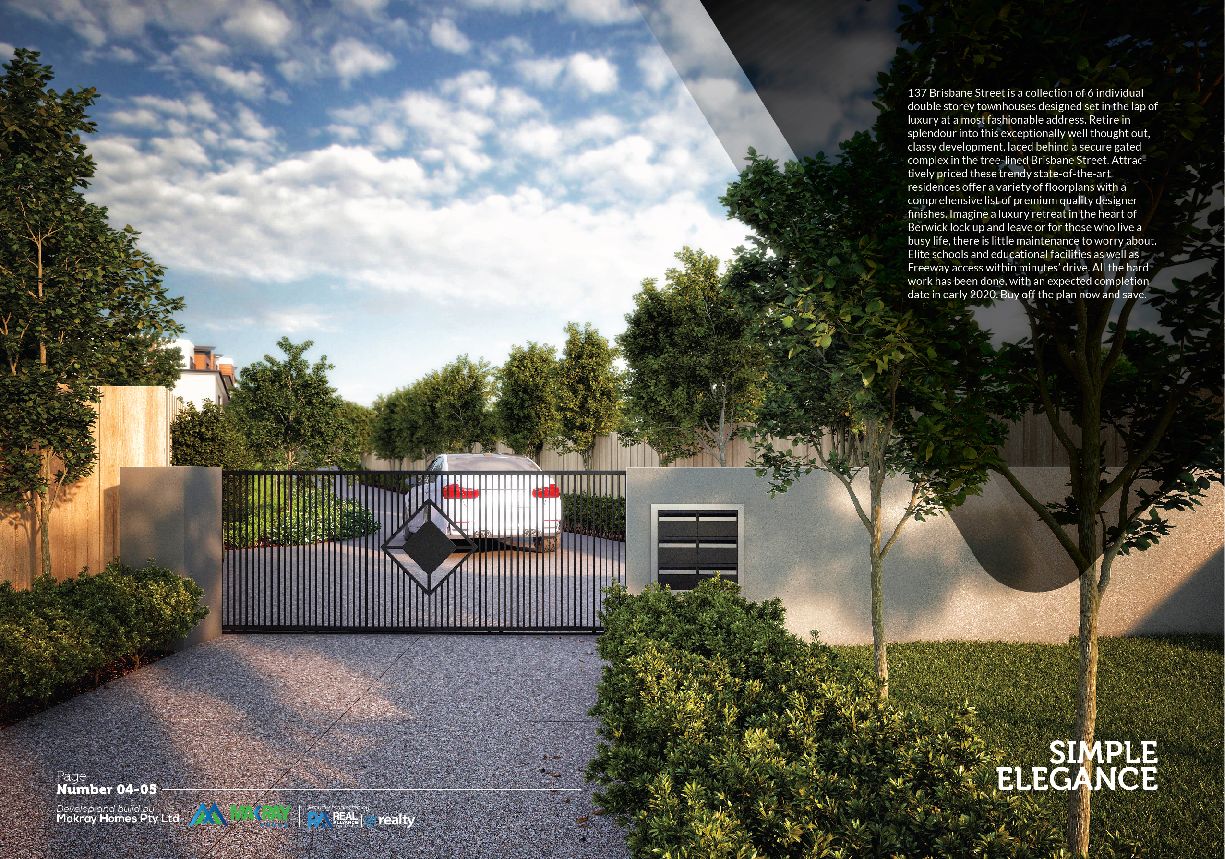 137 Brisbane Street is a collection of 6 individual
double storey townhouses designed set in the lap of
luxury at a most fashionable address. Retire in
splendour into this exceptionally well thought out,
classy development, laced behind a secure gated
complex in the tree-lined Brisbane Street. Attrac-
tively priced these trendy state-of-the-art
residences offer a variety of floorplans with a
comprehensive list of premium quality designer
finishes. Imagine a luxury retreat in the heart of
Berwick lock up and leave or for those who live a
busy life, there is little maintenance to worry about.
Elite schools and educational facilities as well as
Freeway access within minutes' drive. All the hard
work has been done, with an expected completion
date in early 2020. Buy off the plan now and save.
SIMPLE
ELEGANCE
Page
Number 04-05
Develop and build by
Mokray Homes Pty Ltd
MAKRAY
REAL
realty